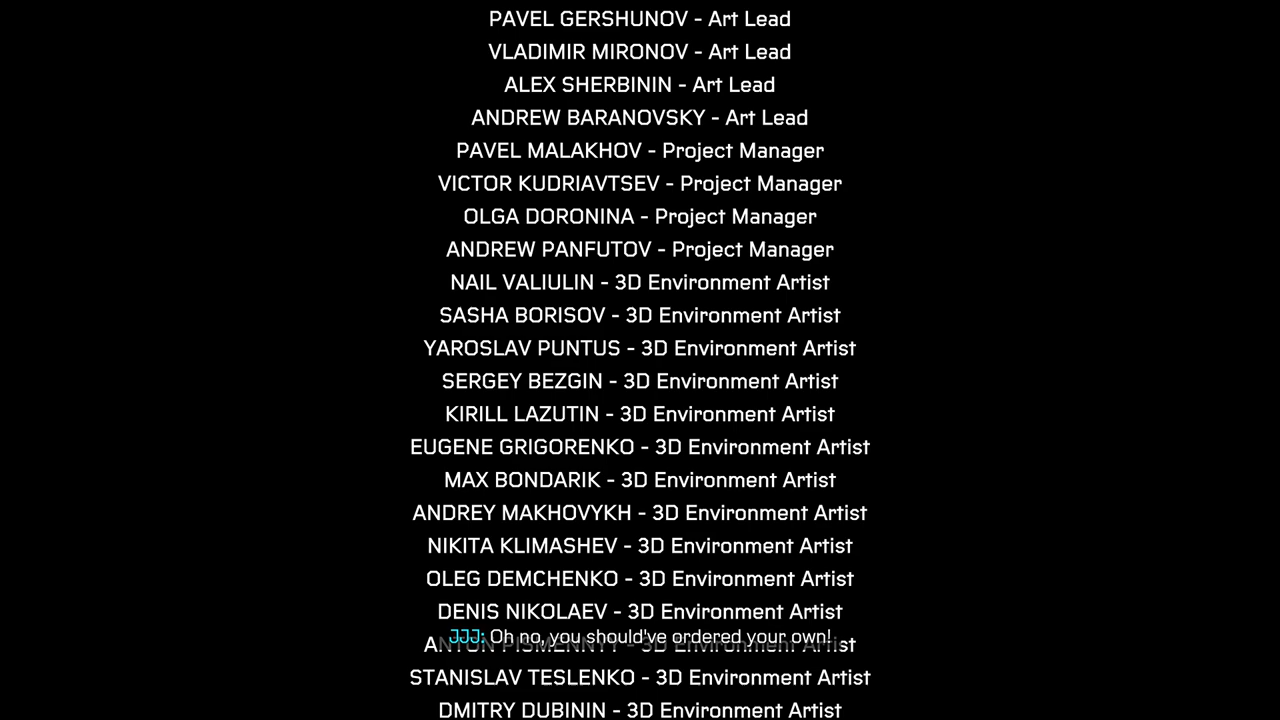 PAVEL GERSHUNOV - Art Lead
VLADIMIR MIRONOV - Art Lead
ALEX SHERBININ - Art Lead
ANDREW BARANOVSKY - Art Lead
PAVEL MALAKHOV - Project Manager
VICTOR KUDRIAVTSEV - Project Manager
OLGA DORONINA - Project Manager
ANDREW PANFUTOV - Project Manager
NAIL VALIULIN - 3D Environment Artist
SASHA BORISOV - 3D Environment Artist
YAROSLAV PUNTUS - 3D Environment Artist
SERGEY BEZGIN - 3D Environment Artist
KIRILL LAZUTIN - 3D Environment Artist
EUGENE GRIGORENKO - 3D Environment Artist
MAX BONDARIK - 3D Environment Artist
ANDREY MAKHOVYKH - 3D Environment Artist
NIKITA KLIMASHEV - 3D Environment Artist
OLEG DEMCHENKO - 3D Environment Artist
DENIS NIKOLAEV - 3D Environment Artist
JJJ: Oh no, you should've ordered your own!
ANTON PISMENNYY - 3D Environment Artist
STANISLAV TESLENKO - 3D Environment Artist
DMITRY DUBININ - 3D Environment Artist